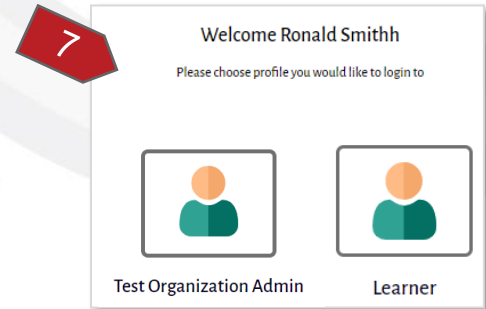 7
Welcome Ronald Smithh
Please choose profile you would like to login to
Test Organization Admin
Learner